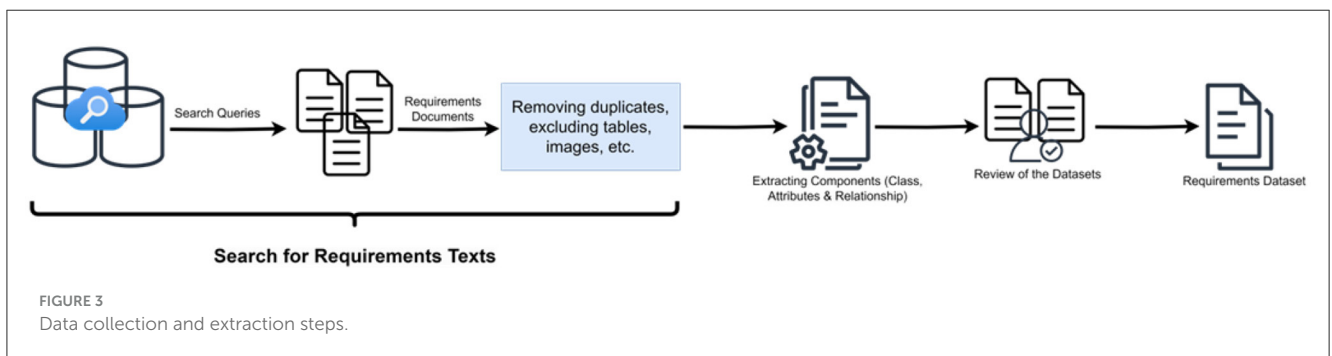 Search Queries
Requirements
Documents
Removing duplicates,
excluding tables,
images, etc.
Extracting Components (Class,
Attributes & Relationship)
Review of the Datasets
Requirements Dataset
Search for Requirements Texts
FIGURE 3
Data collection and extraction steps.